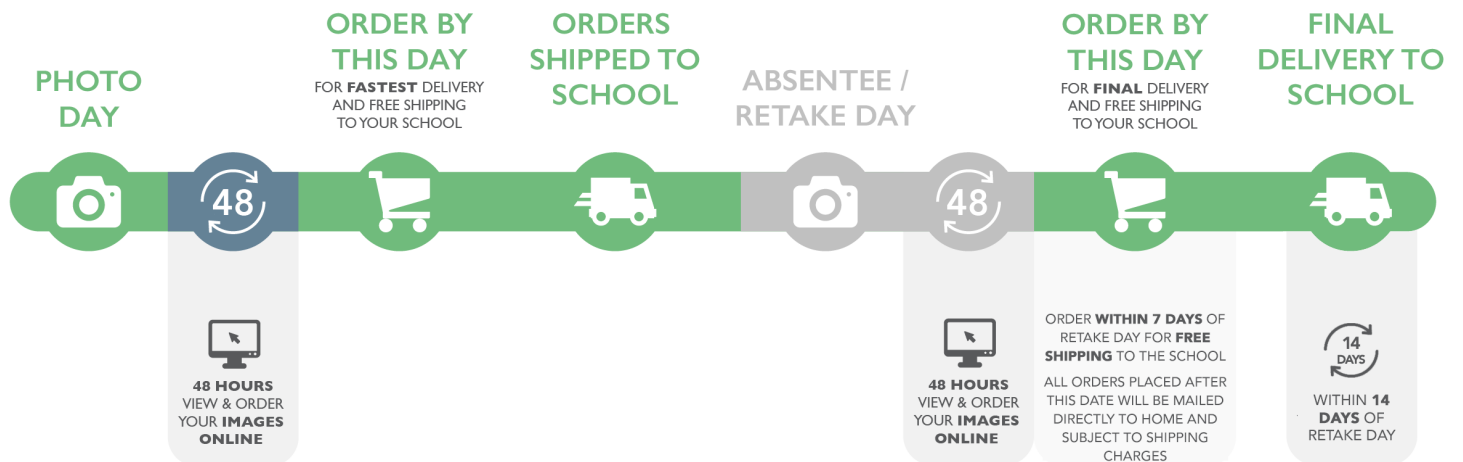 PHOTO
DAY
48
48 HOURS
VIEW & ORDER
YOUR IMAGES
ONLINE
ORDER BY
THIS DAY
FOR FASTEST DELIVERY
AND FREE SHIPPING
TO YOUR SCHOOL
ORDERS
SHIPPED TO
SCHOOL
ABSENTEE /
RETAKE DAY
48
48 HOURS
VIEW & ORDER
YOUR IMAGES
ONLINE
ORDER BY
THIS DAY
FOR FINAL DELIVERY
AND FREE SHIPPING
TO YOUR SCHOOL
ORDER WITHIN 7 DAYS OF
RETAKE DAY FOR FREE
SHIPPING TO THE SCHOOL
ALL ORDERS PLACED AFTER
THIS DATE WILL BE MAILED
DIRECTLY TO HOME AND
SUBJECT TO SHIPPING
CHARGES
FINAL
DELIVERY TO
SCHOOL
14
DAYS
WITHIN 14
DAYS OF
RETAKE DAY